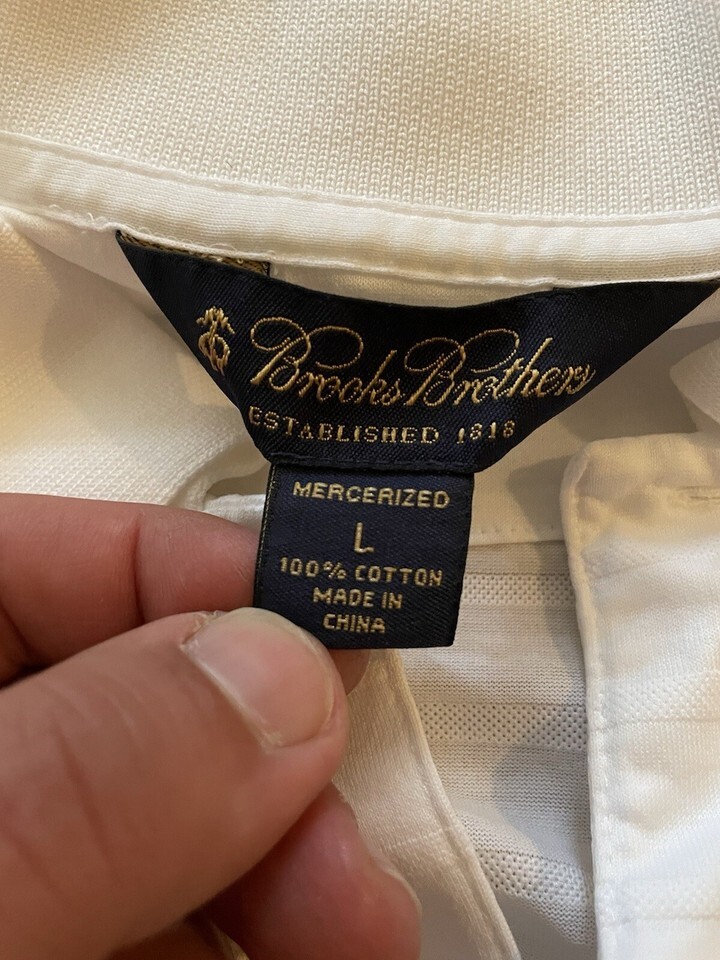 Brooks Brothers
ESTABLISHED 1818
MERCERIZED
L
100% COTTON
MADE IN
CHINA